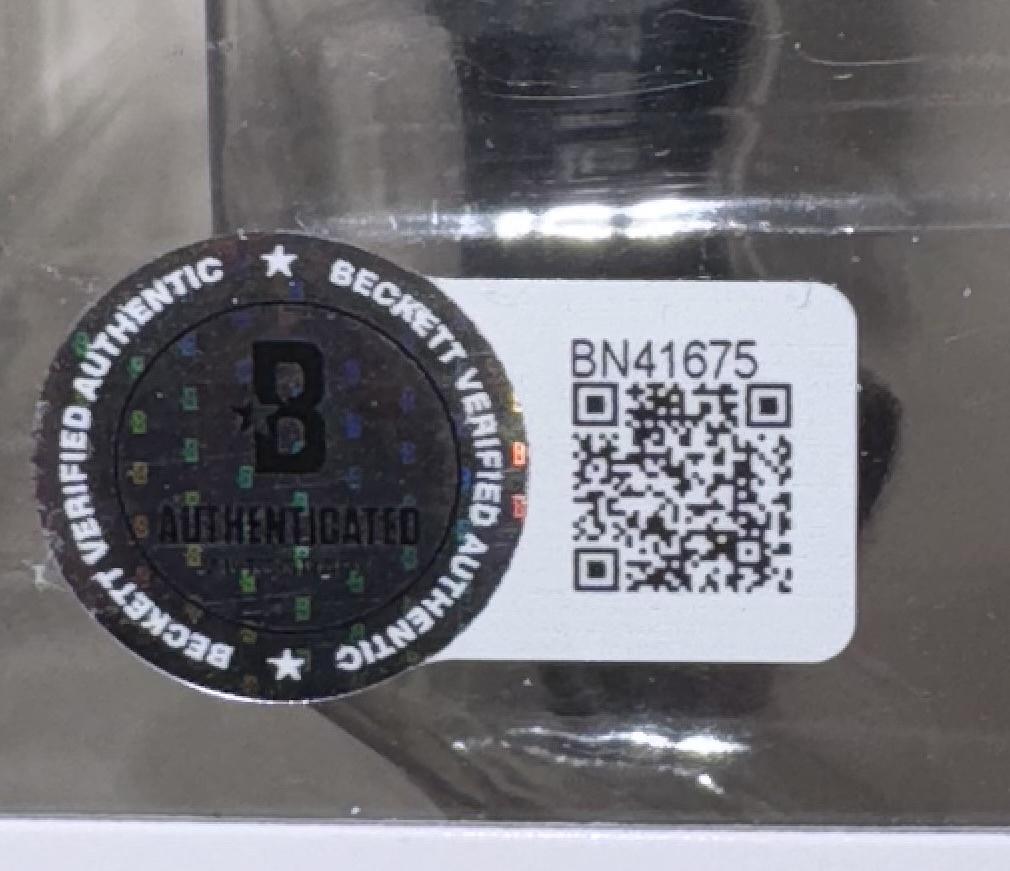 BECKETT VERIFIED AUTHENTIC
BECKETT VERIFIED AUTHENTIC
B
AUTHENTICATED
BN41675